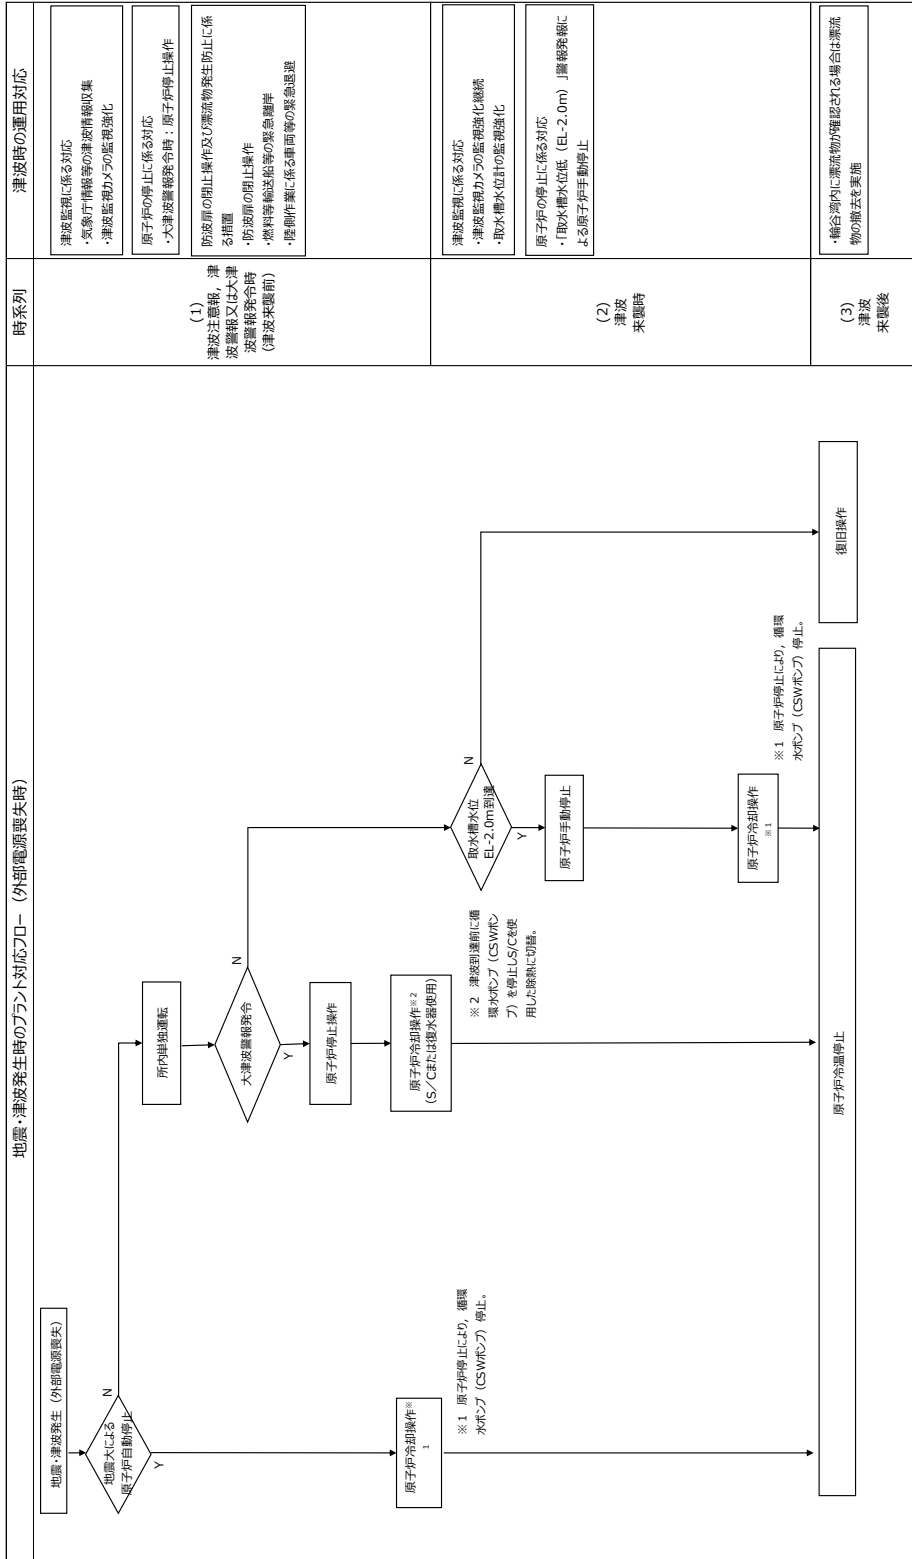 地震・津波発生時のプラント対応フロー（外部電源喪失時）
時系列
津波時の運用対応
地震・津波発生（外部電源喪失）
地震大による
原子炉自動停止
N
Y
原子炉冷却操作※
1
※１ 原子炉停止により，循環
水ポンプ（CSWポンプ）停止。
所内単独運転
大津波警報発令
N
Y
原子炉停止操作
原子炉冷却操作※２
（S／Cまたは復水器使用）
※２ 津波到達前に循
環水ポンプ（CSWポン
プ）を停止しS/Cを使
用した除熱に切替。
取水槽水位
EL-2.0m到達
N
Y
原子炉手動停止
原子炉冷却操作
※１
※１ 原子炉停止により，循環
水ポンプ（CSWポンプ）停止。
原子炉冷温停止
復旧操作
(1)
津波注意報，津
波警報又は大津
波警報発令時
（津波来襲前）
津波監視に係る対応
・気象庁情報等の津波情報収集
・津波監視カメラの監視強化
原子炉の停止に係る対応
・大津波警報発令時：原子炉停止操作
防波扉の閉止操作及び漂流物発生防止に係
る措置
・防波扉の閉止操作
・燃料等輸送船等の緊急離岸
・陸側作業に係る車両等の緊急退避
(2)
津波
来襲時
津波監視に係る対応
・津波監視カメラの監視強化継続
・取水槽水位計の監視強化
原子炉の停止に係る対応
・「取水槽水位低（EL-2.0m）」警報発報に
よる原子炉手動停止
(3)
津波
来襲後
・輪谷湾内に漂流物が確認される場合は漂流
物の撤去を実施